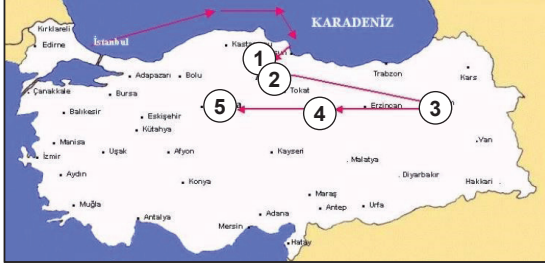 KARADENİZ
Kırklareli
Edirne
İstanbul
Kastamonu
1
2
Tokat
Trabzon
Kars
Adapazarı
Bolu
Çanakkale
Bursa
Balıkesir
Eskişehir
Kütahya
5
4
Erzincan
3
Manisa
İzmir
Uşak
Afyon
Kayseri
Van
Malatya
Aydın
Konya
Diyarbakır
Hakkari
Muğla
Maraş
Antep
Urfa
Antalya
Adana
Mersin
Hatay